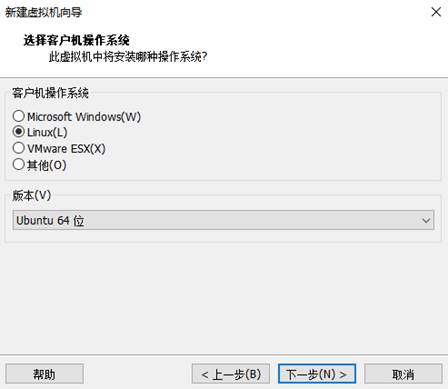 新建虚拟机向导
选择客户机操作系统
此虚拟机中将安装哪种操作系统?
客户机操作系统
Microsoft Windows(W)
Linux(L)
VMware ESX(X)
其他(O)
版本(V)
Ubuntu 64 位
帮助
< 上一步(B)
下一步(N) >
取消